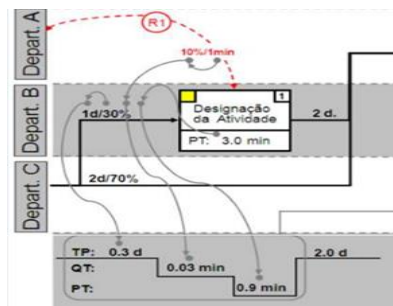 Depart. A
R1
10%/1min
Depart. B
1d/30%
1
Designação
da Atividade
PT: 3.0 min
2 d.
Depart. C
2d/70%
TP: 0.3 d
2.0 d
QT: 0.03 min
PT: 0.9 min